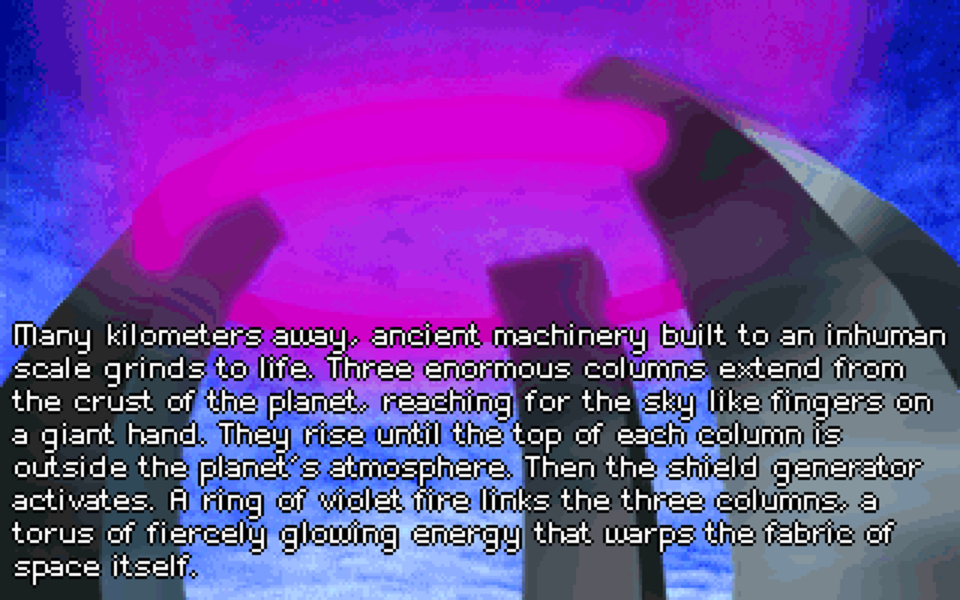 Many kilometers away, ancient machinery built to an inhuman
scale grinds to life. Three enormous columns extend from
the crust of the planet, reaching for the sky like fingers on
a giant hand. They rise until the top of each column is
outside the planet's atmosphere. Then the shield generator
activates. A ring of violet fire links the three columns, a
torus of fiercely glowing energy that warps the fabric of
space itself.